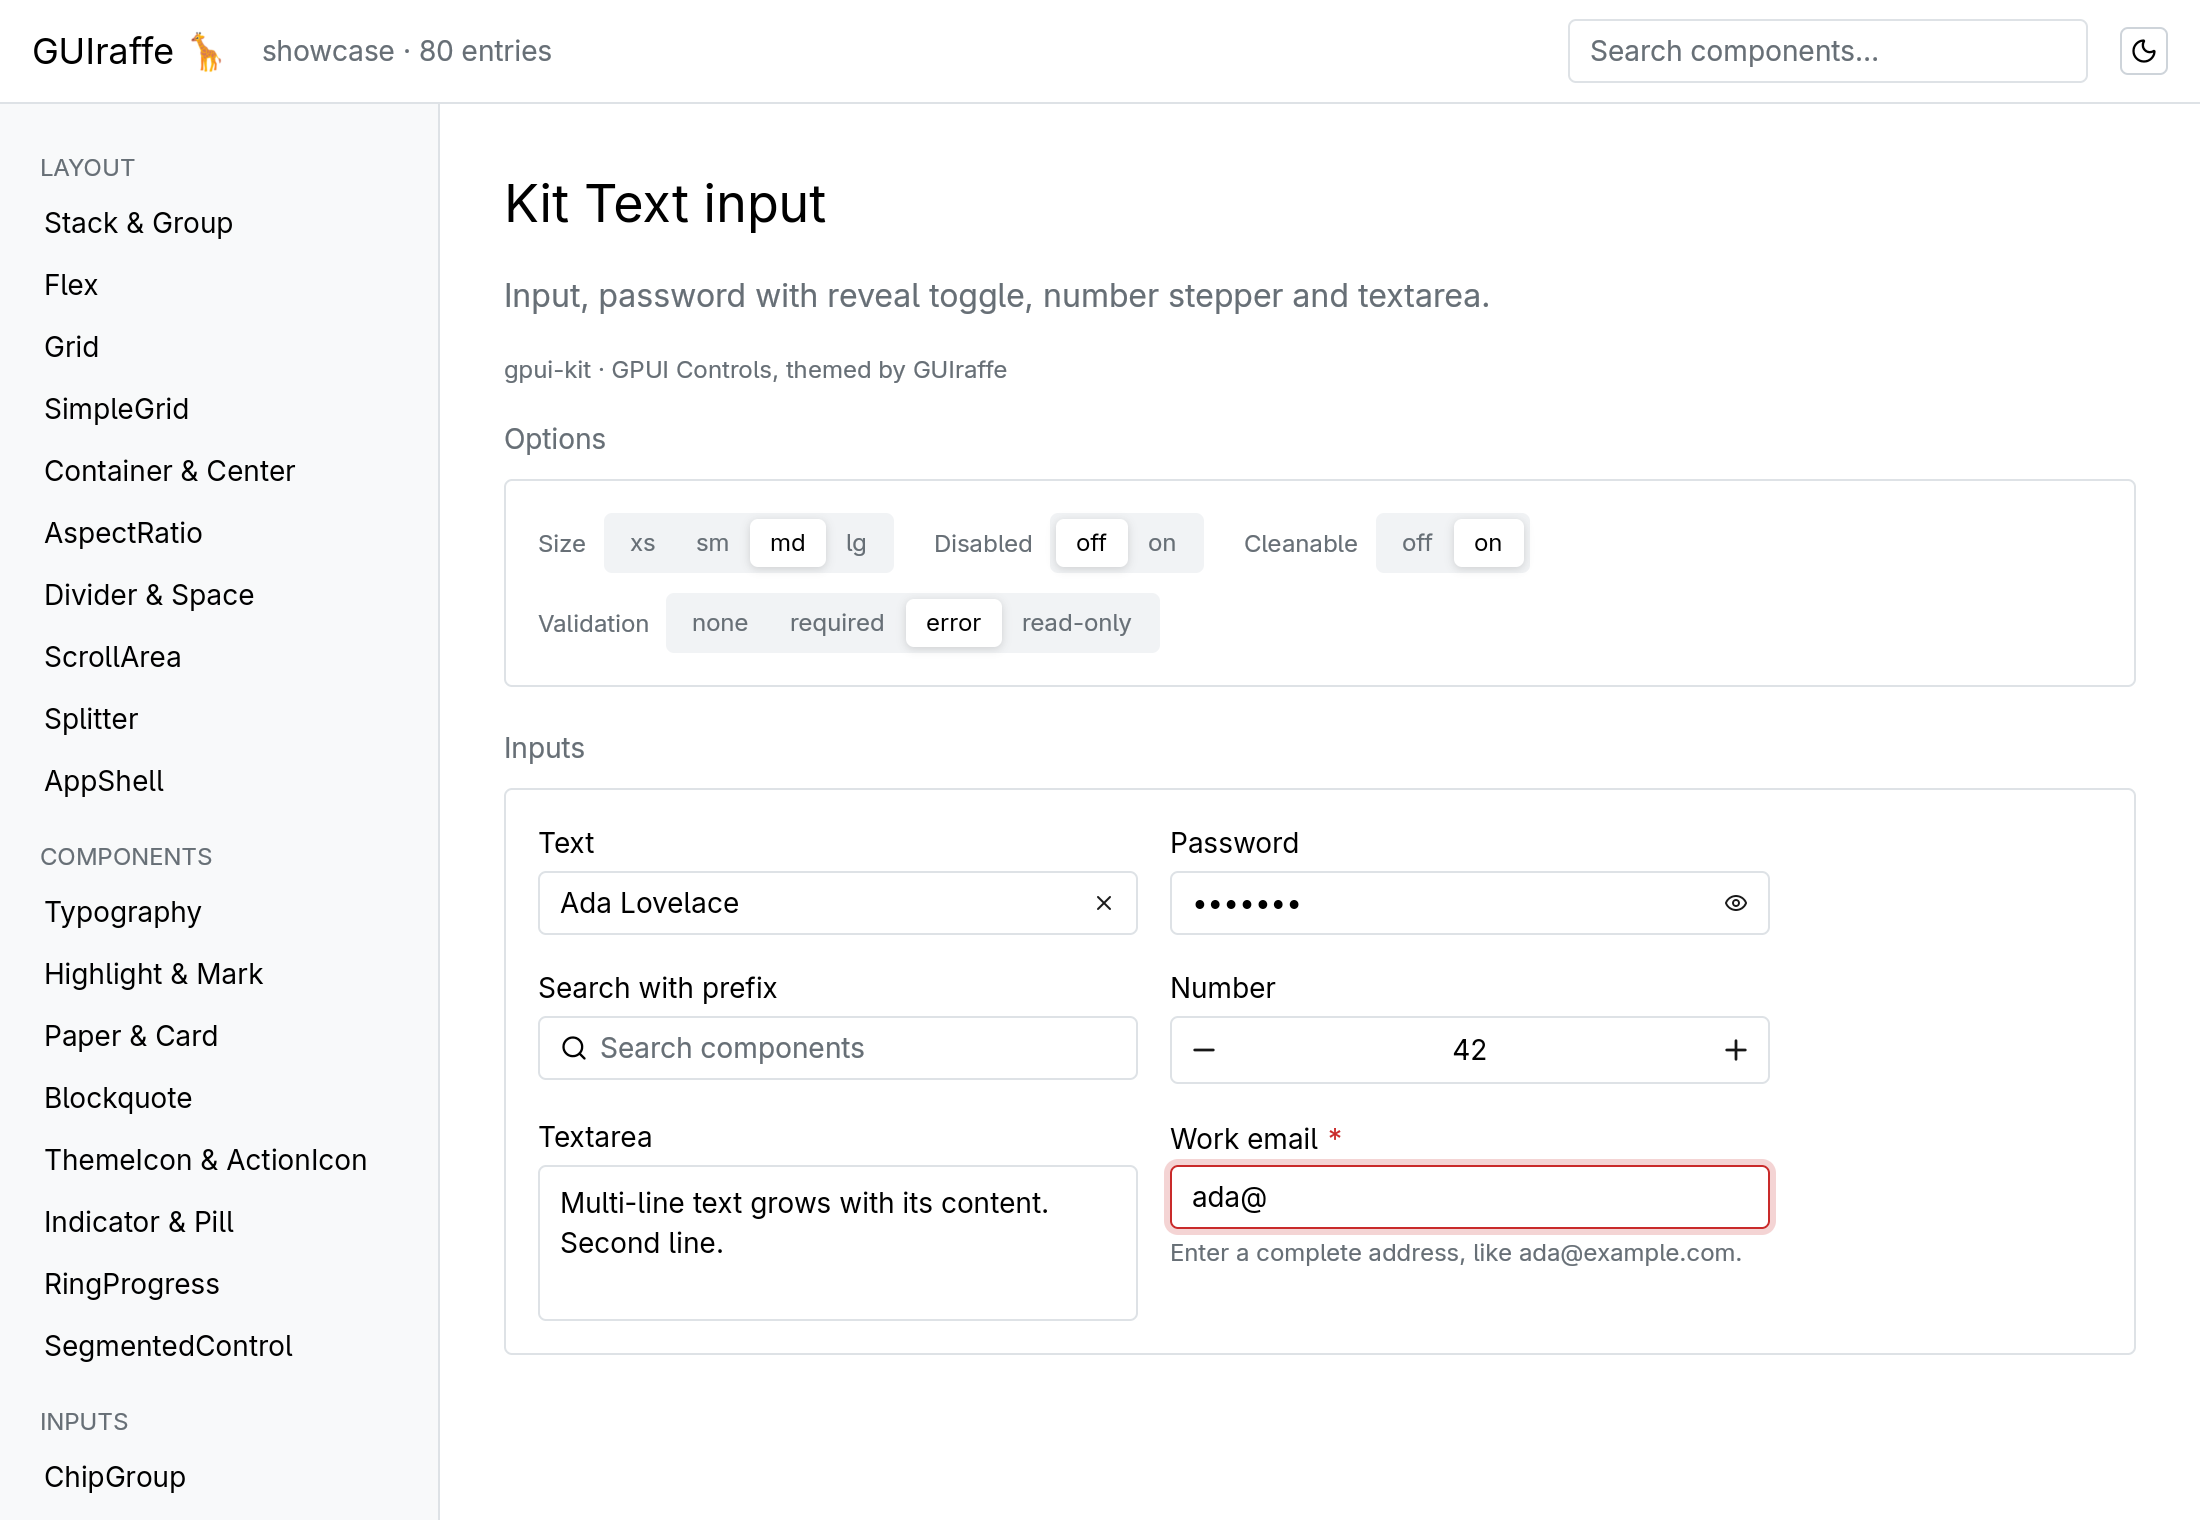 GUIraffe 🦒 showcase · 80 entries
Search components...
LAYOUT
Stack & Group
Flex
Grid
SimpleGrid
Container & Center
AspectRatio
Divider & Space
ScrollArea
Splitter
AppShell
COMPONENTS
Typography
Highlight & Mark
Paper & Card
Blockquote
ThemeIcon & ActionIcon
Indicator & Pill
RingProgress
SegmentedControl
INPUTS
ChipGroup
Kit Text input
Input, password with reveal toggle, number stepper and textarea.
gpui-kit · GPUI Controls, themed by GUIraffe
Options
Size xs sm md lg Disabled off on Cleanable off on
Validation none required error read-only
Inputs
Text
Ada Lovelace
Password
•••••••
Search with prefix
Search components
Number
42
Textarea
Multi-line text grows with its content.
Second line.
Work email *
ada@
Enter a complete address, like ada@example.com.